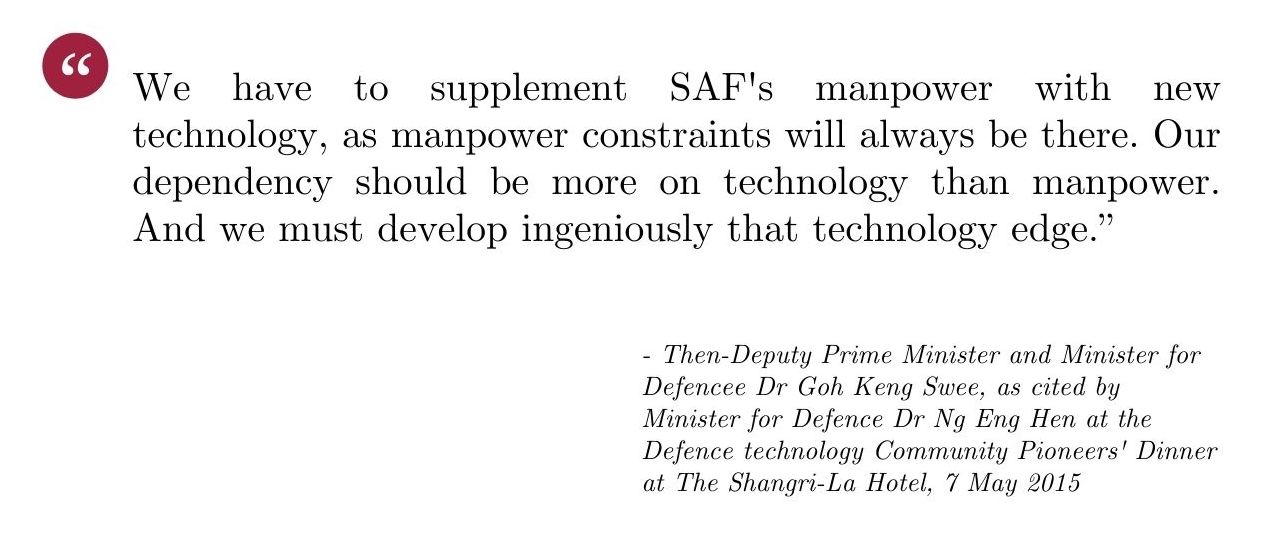 “
We have to supplement SAF's manpower with new
technology, as manpower constraints will always be there. Our
dependency should be more on technology than manpower.
And we must develop ingeniously that technology edge.”
- Then-Deputy Prime Minister and Minister for
Defencee Dr Goh Keng Swee, as cited by
Minister for Defence Dr Ng Eng Hen at the
Defence technology Community Pioneers' Dinner
at The Shangri-La Hotel, 7 May 2015